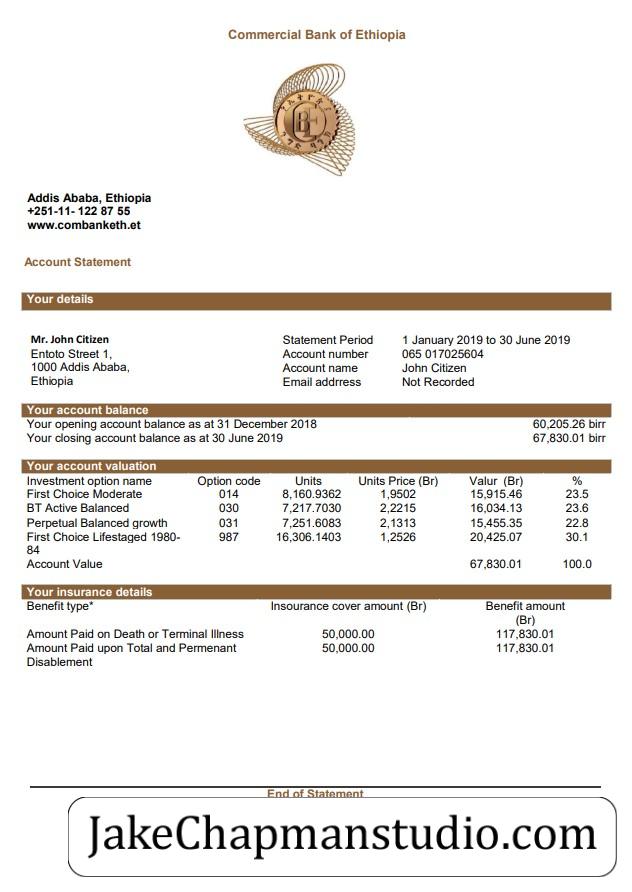 Commercial Bank of Ethiopia
CBE
Addis Ababa, Ethiopia
+251-11- 122 87 55
www.combanketh.et
Account Statement
Your details
Mr. John Citizen
Entoto Street 1,
1000 Addis Ababa,
Ethiopia
Statement Period 1 January 2019 to 30 June 2019
Account number 065 017025604
Account name John Citizen
Email adrress Not Recorded
Your account balance
Your opening account balance as at 31 December 2018 60,205.26 birr
Your closing account balance as at 30 June 2019 67,830.01 birr
Your account valuation
Investment option name Option code Units Units Price (Br) Valur (Br) %
First Choice Moderate 014 8,160.9362 1,9502 15,915.46 23.5
BT Active Balanced 030 7,217.7030 2,2215 16,034.13 23.6
Perpetual Balanced growth 031 7,251.6083 2,1313 15,455.35 22.8
First Choice Lifestaged 1980- 987 16,306.1403 1,2526 20,425.07 30.1
84
Account Value 67,830.01 100.0
Your insurance details
Benefit type* Insourance cover amount (Br) Benefit amount
(Br)
Amount Paid on Death or Terminal Illness 50,000.00 117,830.01
Amount Paid upon Total and Permenant 50,000.00 117,830.01
Disablement
End of Statement
JakeChapmanstudio.com